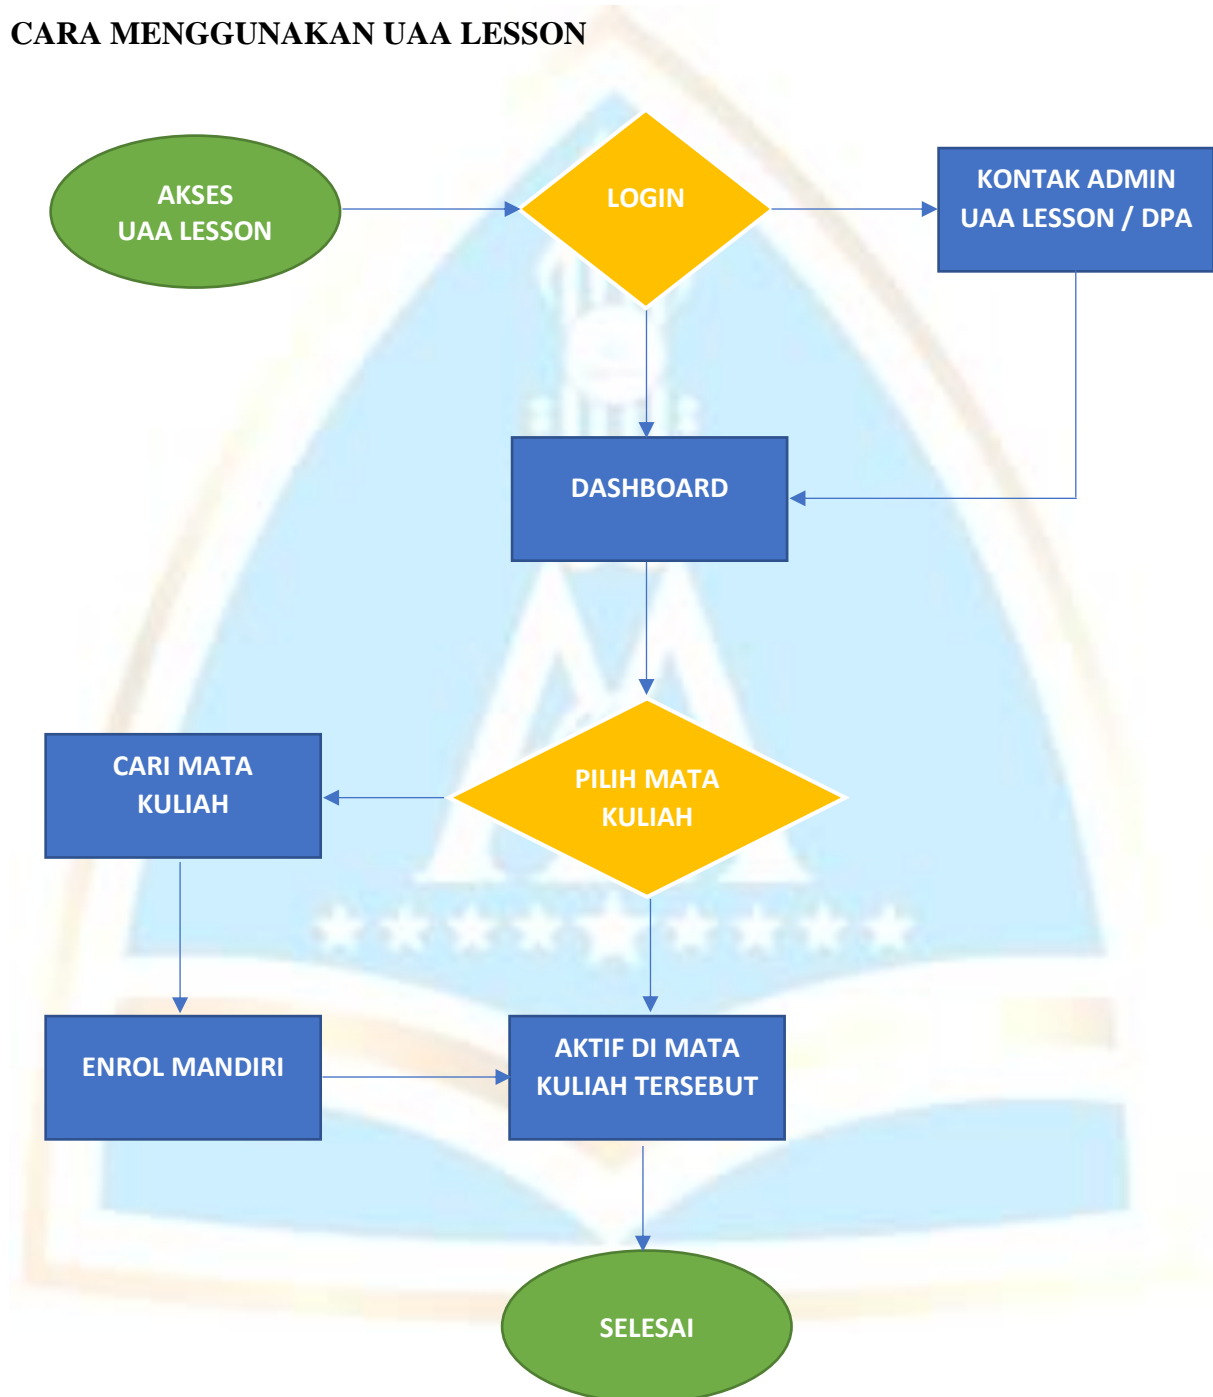 CARA MENGGUNAKAN UAA LESSON
AKSES
UAA LESSON
LOGIN
KONTAK ADMIN
UAA LESSON / DPA
DASHBOARD
CARI MATA
KULIAH
PILIH MATA
KULIAH
ENROL MANDIRI
AKTIF DI MATA
KULIAH TERSEBUT
SELESAI